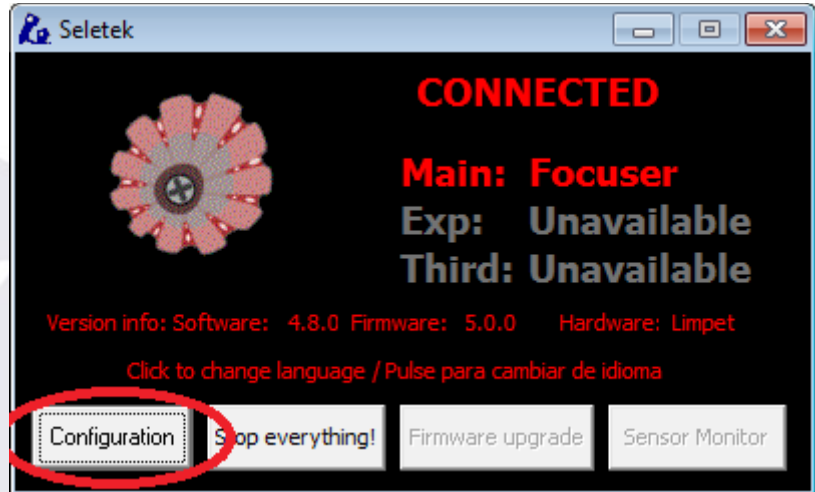 Seletek
CONNECTED
Main: Focuser
Exp: Unavailable
Third: Unavailable
Version info: Software: 4.8.0 Firmware: 5.0.0 Hardware: Limpet
Click to change language / Pulse para cambiar de idioma
Configuration Stop everything! Firmware upgrade Sensor Monitor